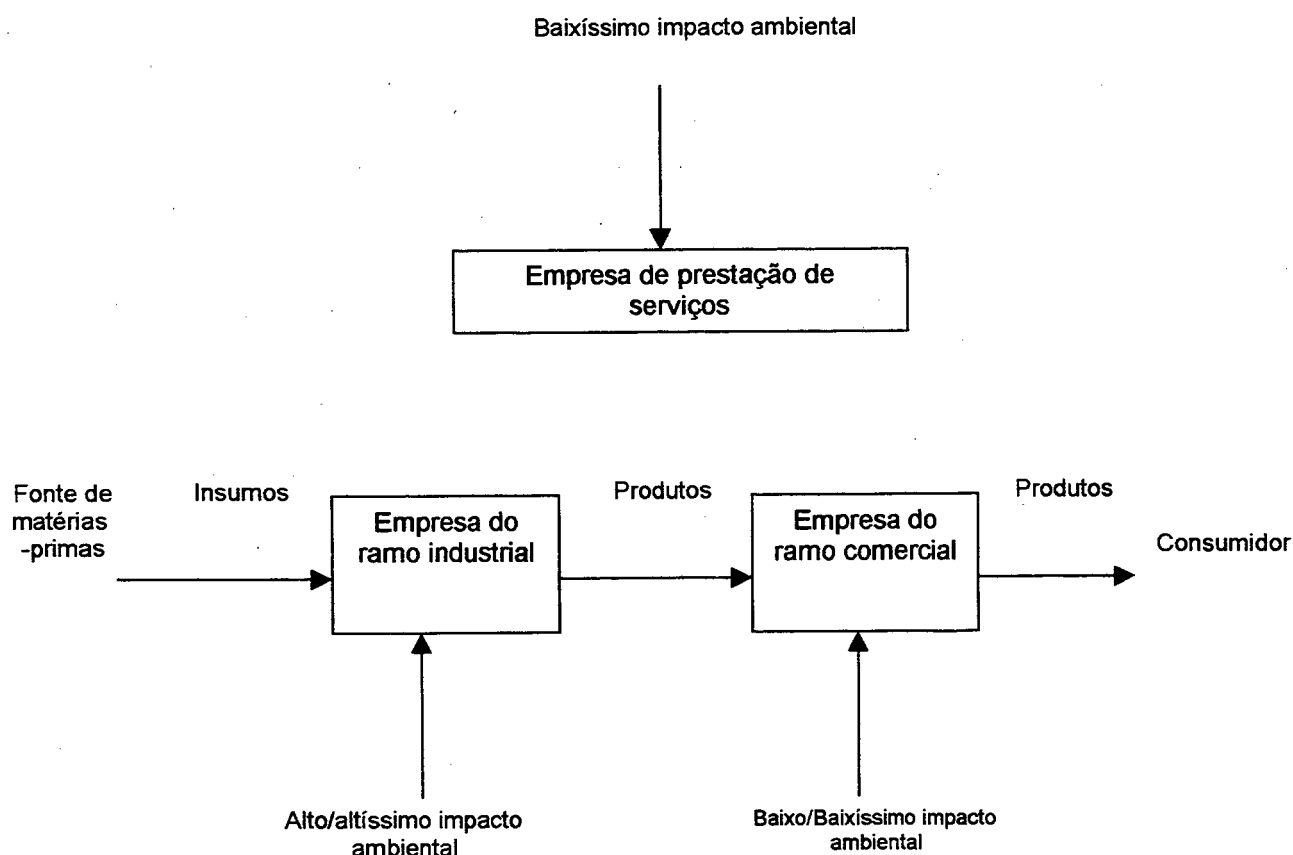 Baixíssimo impacto ambiental
Empresa de prestação de
serviços
Fonte de
matérias
-primas
Insumos
Empresa do
ramo industrial
Produtos
Empresa do
ramo comercial
Produtos
Consumidor
Alto/altíssimo impacto
ambiental
Baixo/Baixíssimo impacto
ambiental